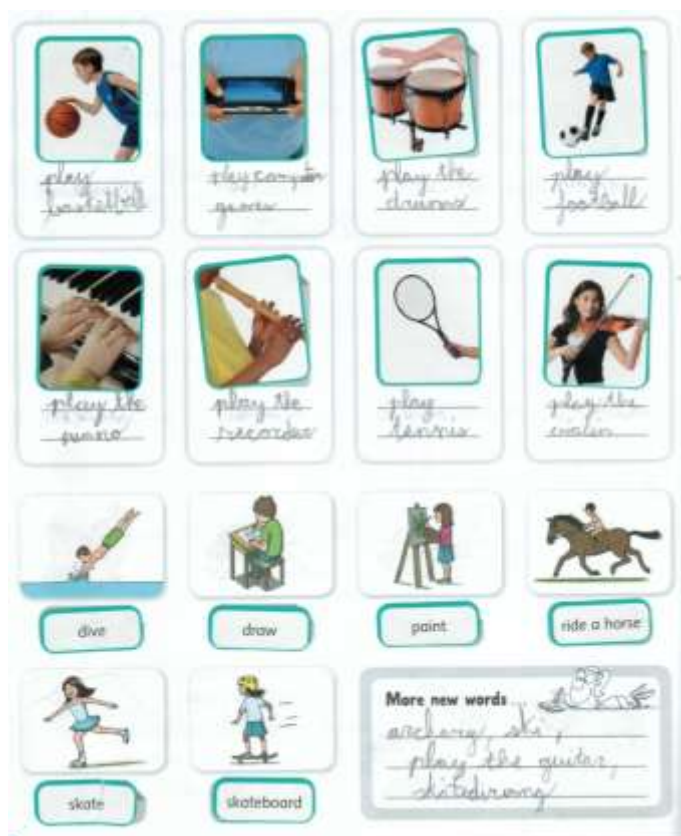 play
basketball
play computer
games
play the
drums
play
football
play the
piano
play the
recorder
play
tennis
play the
violin
dive
draw
paint
ride a horse
skate
skateboard
More new words
archery, ski,
play the guitar,